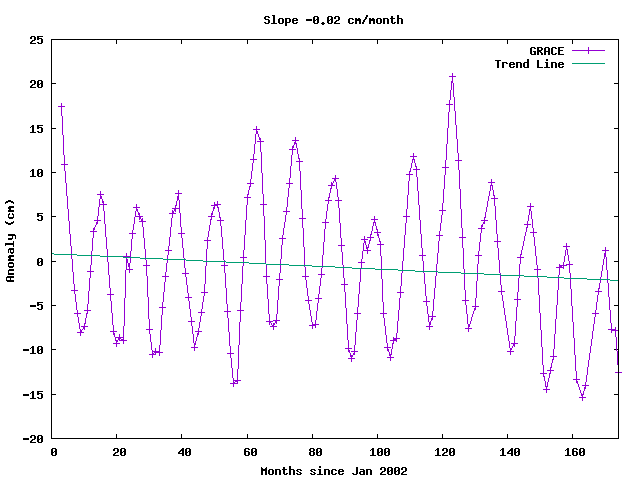 Slope -0.02 cm/month
GRACE
Trend Line
25
20
15
10
5
0
-5
-10
-15
-20
Anomaly (cm)
0 20 40 60 80 100 120 140 160
Months since Jan 2002